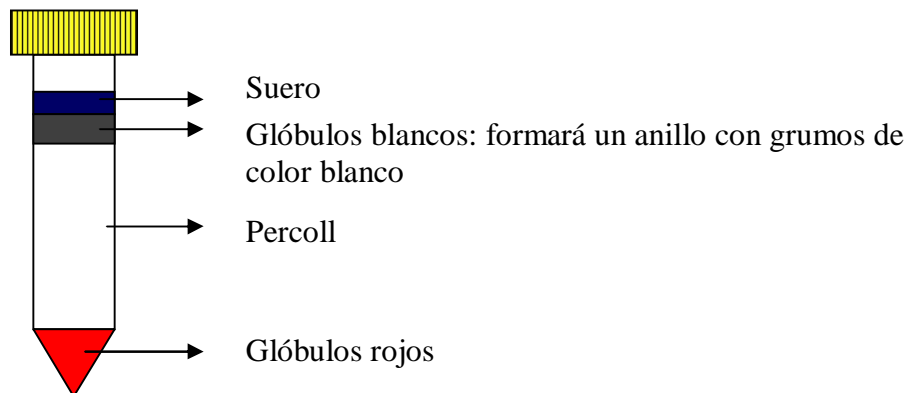 Suero
Glóbulos blancos: formará un anillo con grumos de
color blanco
Percoll
Glóbulos rojos